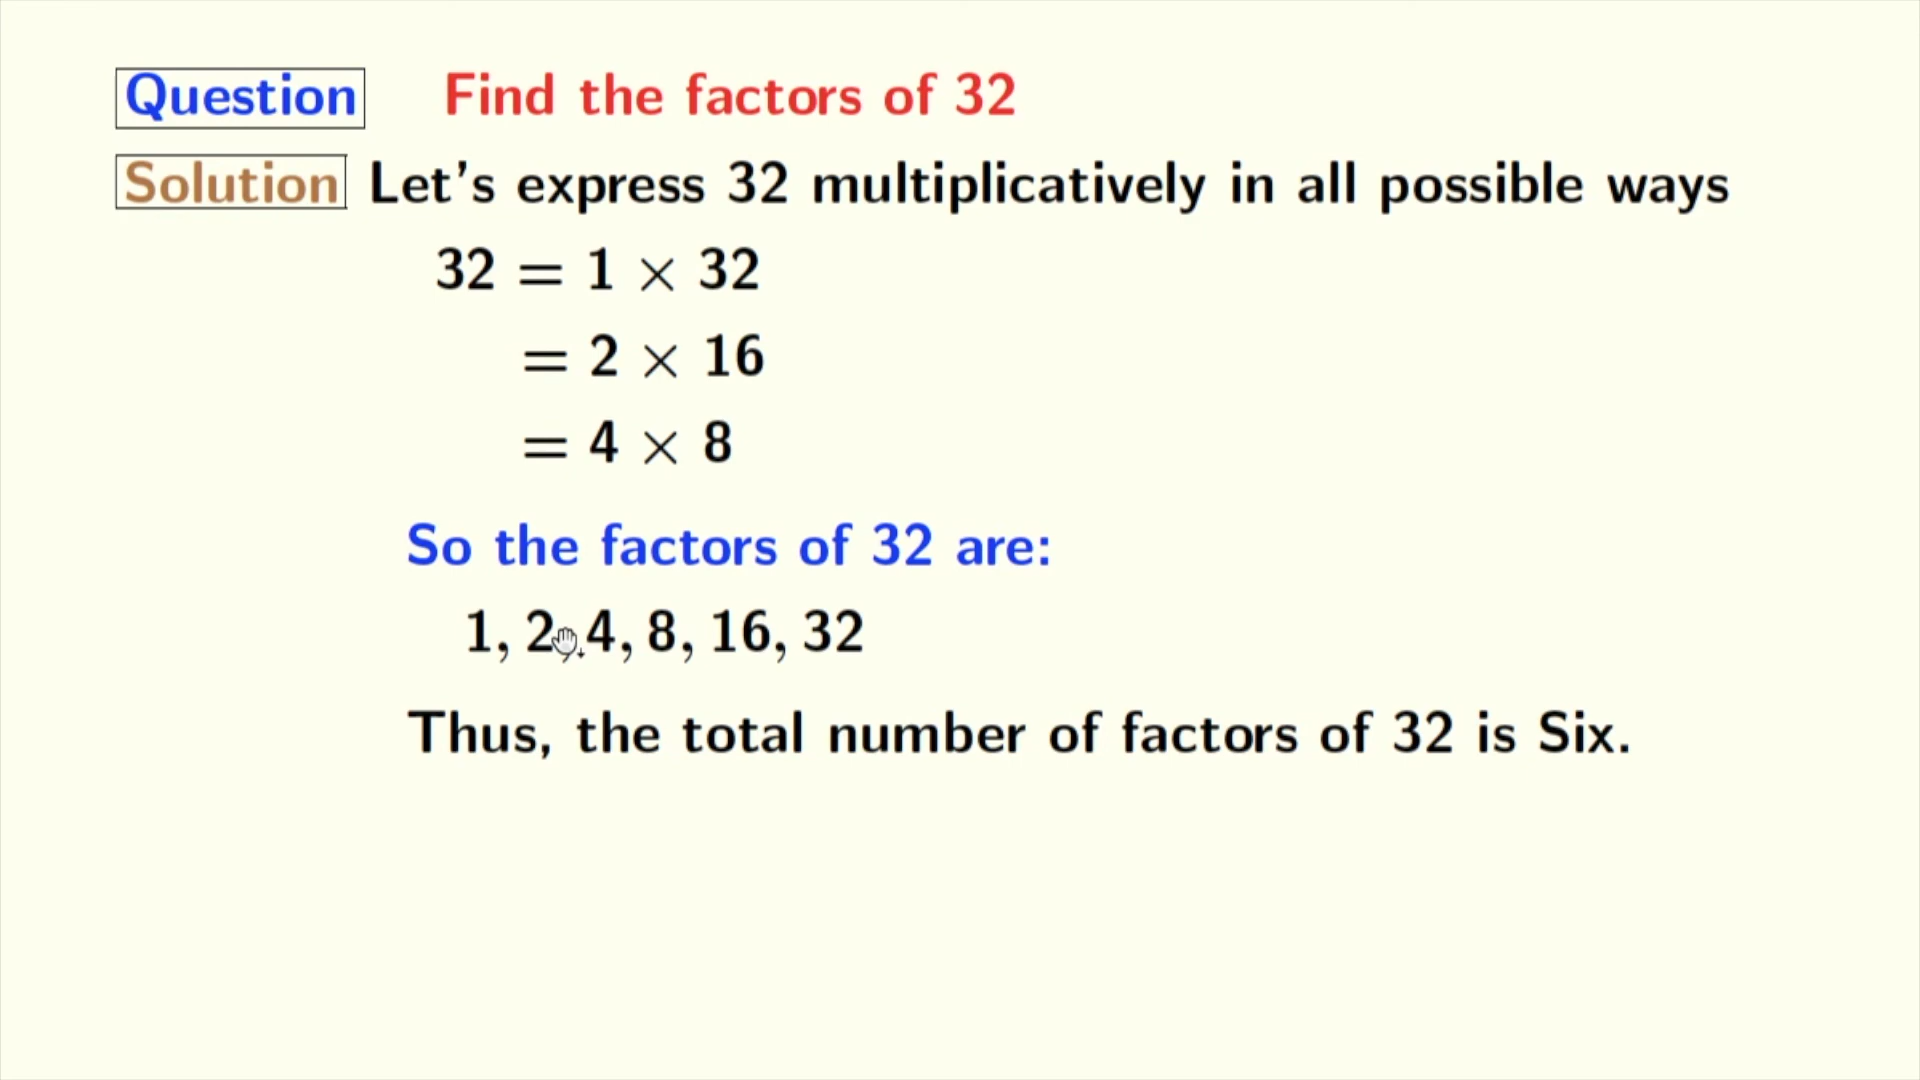 Question Find the factors of 32
Solution Let's express 32 multiplicatively in all possible ways
32 = 1 × 32
= 2 × 16
= 4 × 8
So the factors of 32 are:
1, 2, 4, 8, 16, 32
Thus, the total number of factors of 32 is Six.